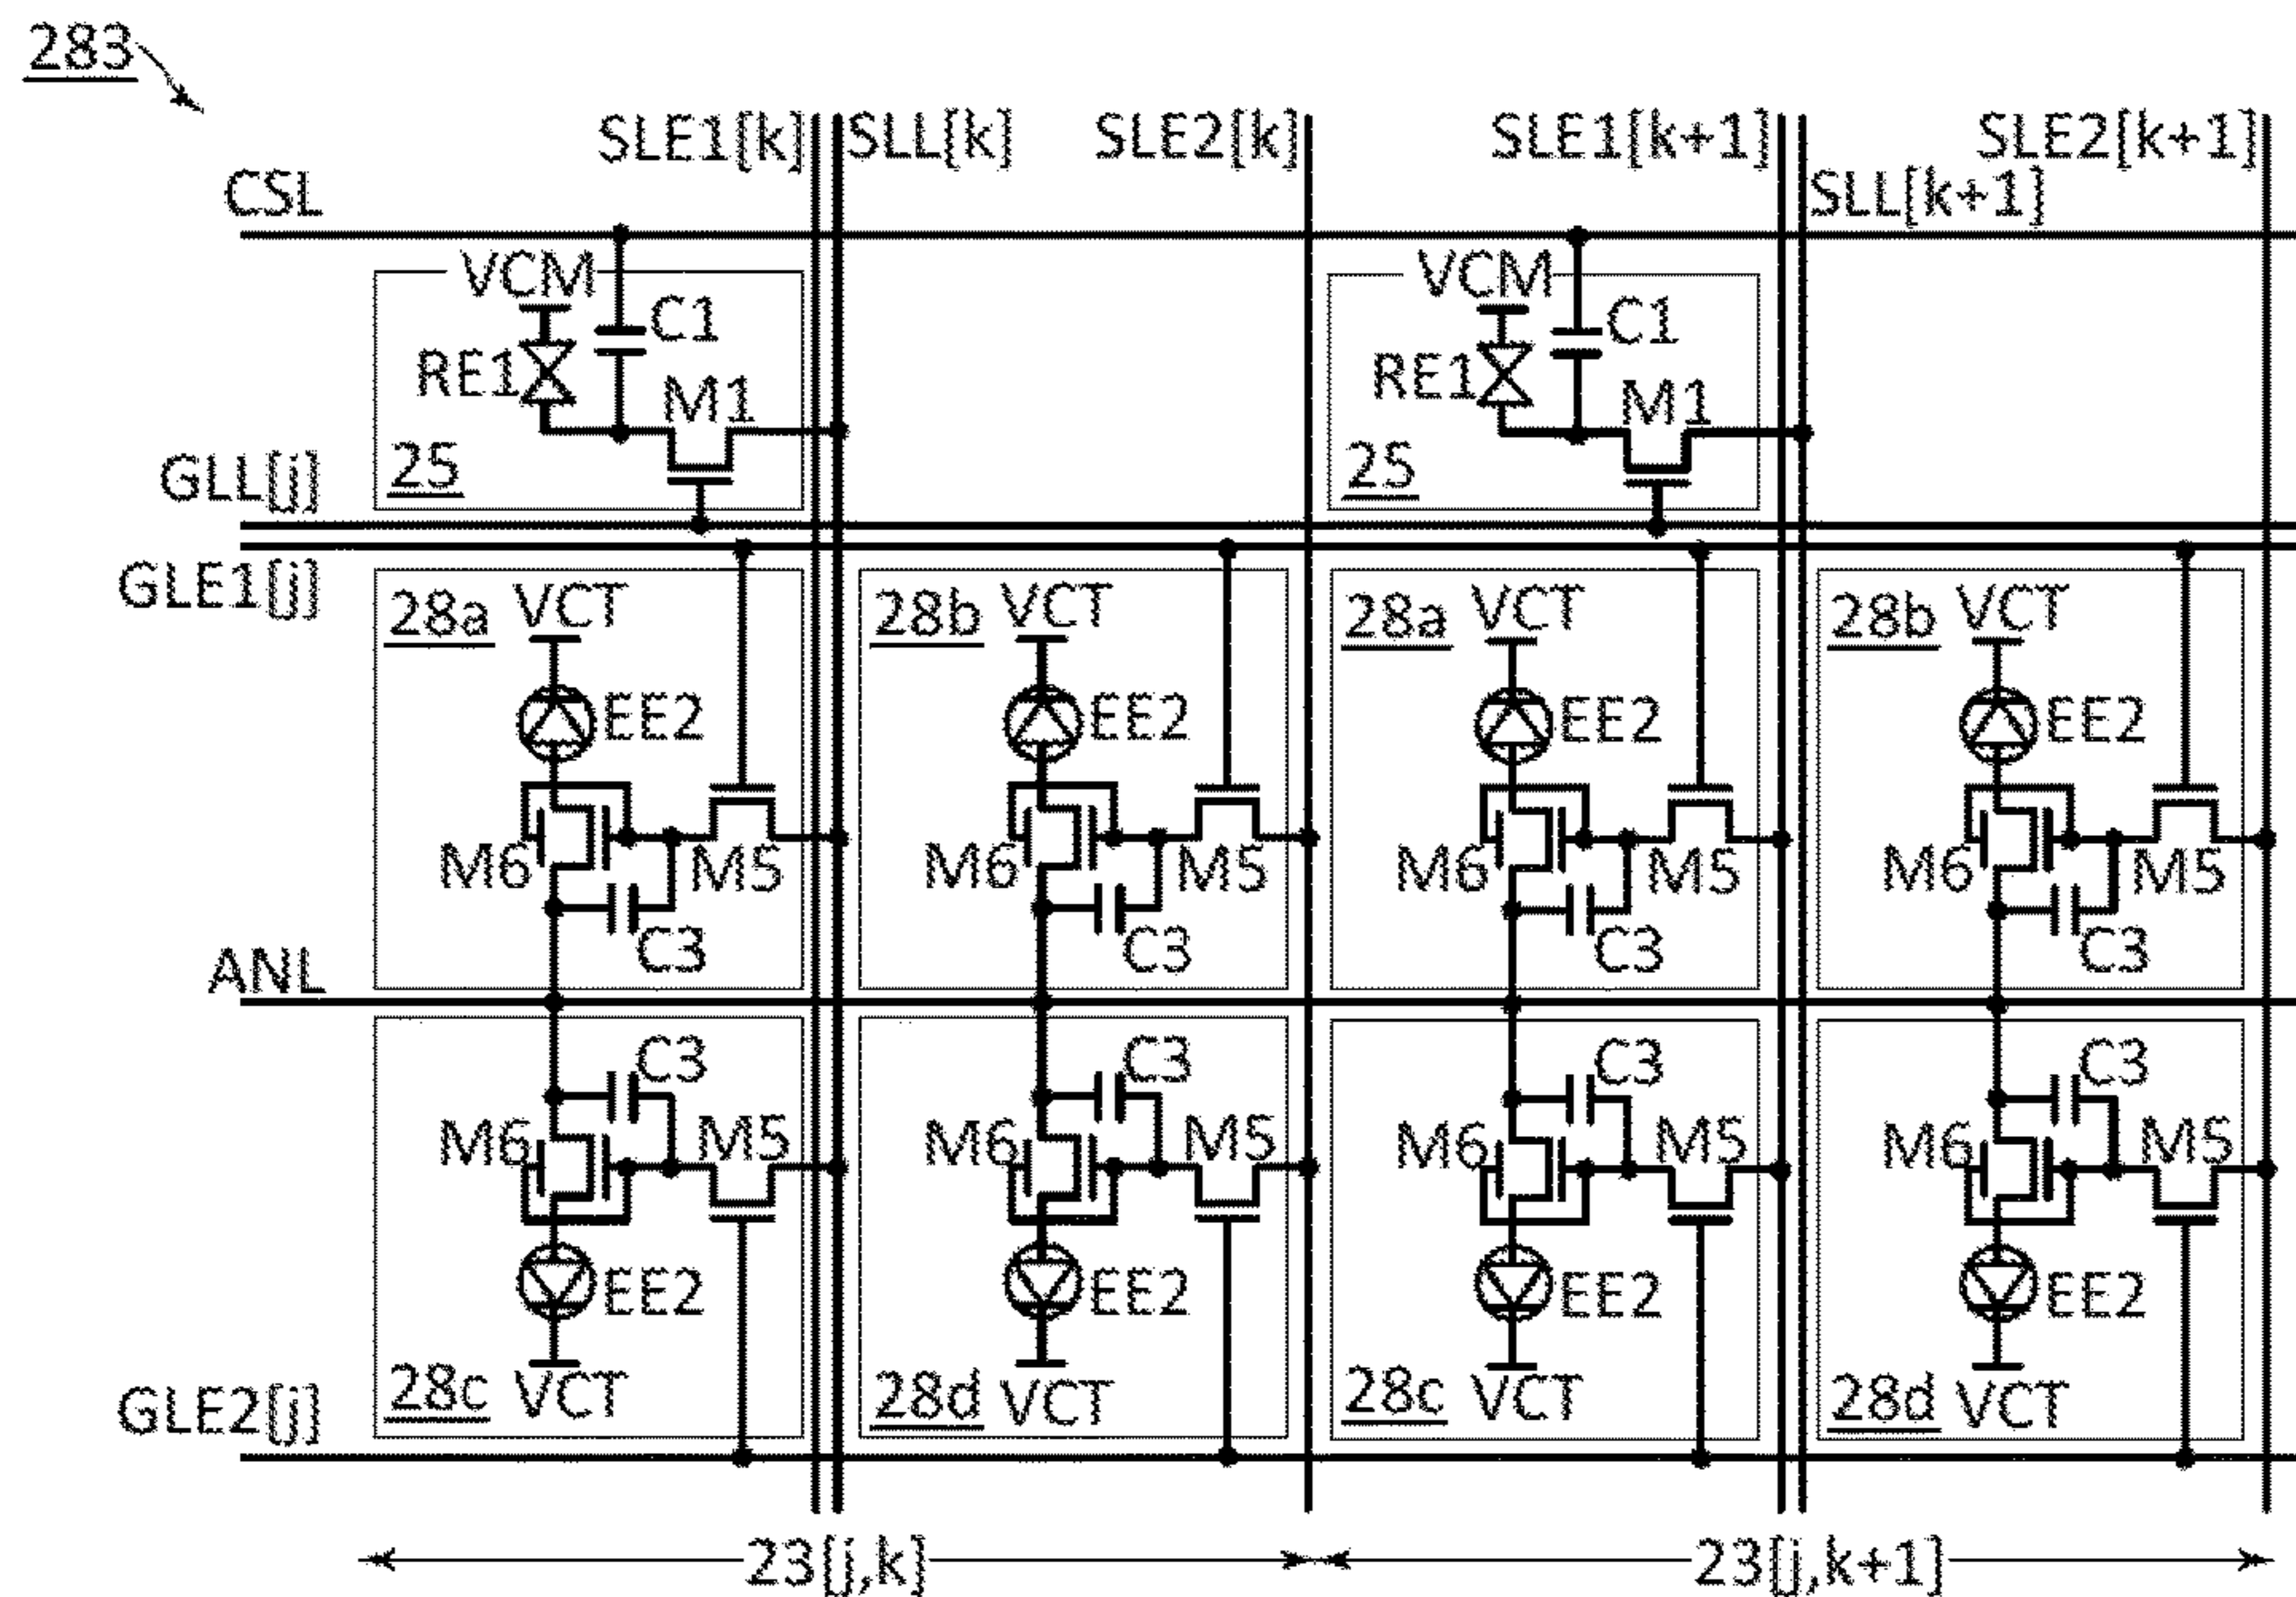 283
SLE1[k] SLL[k] SLE2[k] SLE1[k+1] SLE2[k+1]
CSL SLL[k+1]
VCM VCM
C1 C1
RE1 RE1
M1 M1
25 25
GLL[j]
GLE1[j]
28a VCT 28b VCT 28a VCT 28b VCT
EE2 EE2 EE2 EE2
M6 M5 M6 M5 M6 M5 M6 M5
C3 C3 C3 C3
ANL
C3 C3 C3 C3
M6 M5 M6 M5 M6 M5 M6 M5
EE2 EE2 EE2 EE2
28c VCT 28d VCT 28c VCT 28d VCT
GLE2[j]
23[j,k] 23[j,k+1]